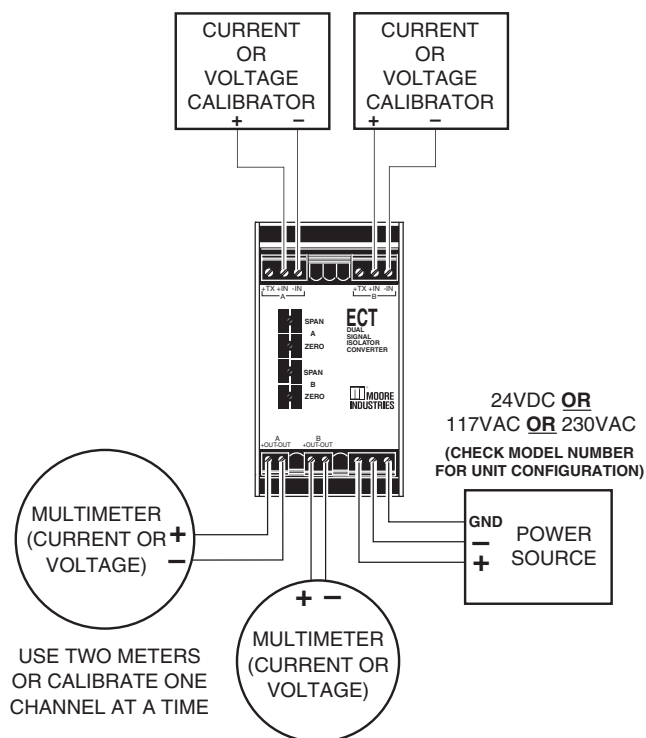 CURRENT
OR
VOLTAGE
CALIBRATOR
+ −
CURRENT
OR
VOLTAGE
CALIBRATOR
+ −
+TX +IN -IN
A
+TX +IN -IN
B
SPAN
A
ZERO
SPAN
B
ZERO
ECT
DUAL
SIGNAL
ISOLATOR
CONVERTER
MOORE
INDUSTRIES
A
+OUT-OUT
B
+OUT-OUT
24VDC OR
117VAC OR 230VAC
(CHECK MODEL NUMBER
FOR UNIT CONFIGURATION)
GND
−
+
POWER
SOURCE
MULTIMETER
(CURRENT OR
VOLTAGE)
+
−
+ −
MULTIMETER
(CURRENT OR
VOLTAGE)
USE TWO METERS
OR CALIBRATE ONE
CHANNEL AT A TIME